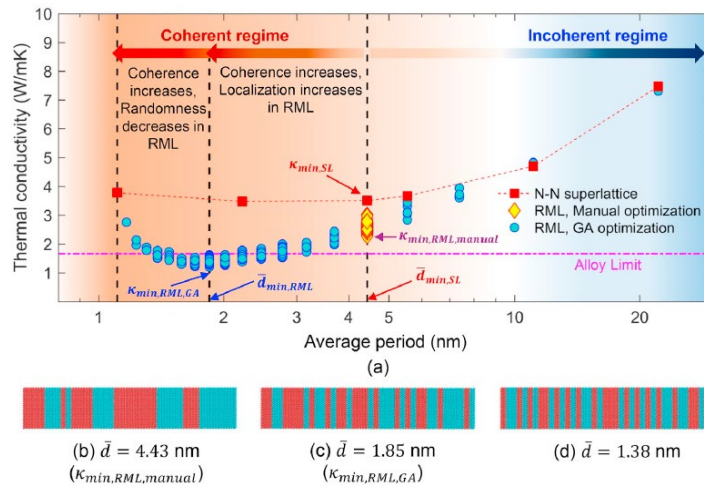 10
9
8
7
6
5
4
3
2
1
Thermal conductivity (W/mK)
Coherent regime
Incoherent regime
Coherence
increases,
Randomness
decreases in
RML
Coherence increases,
Localization increases
in RML
κmin,SL
N-N superlattice
RML, Manual optimization
RML, GA optimization
κmin,RML,manual
Alloy Limit
κmin,RML,GA
d̄min,RML
d̄min,SL
1 2 3 4 5 10 20
Average period (nm)
(a)
(b) d̄ = 4.43 nm
(κmin,RML,manual)
(c) d̄ = 1.85 nm
(κmin,RML,GA)
(d) d̄ = 1.38 nm